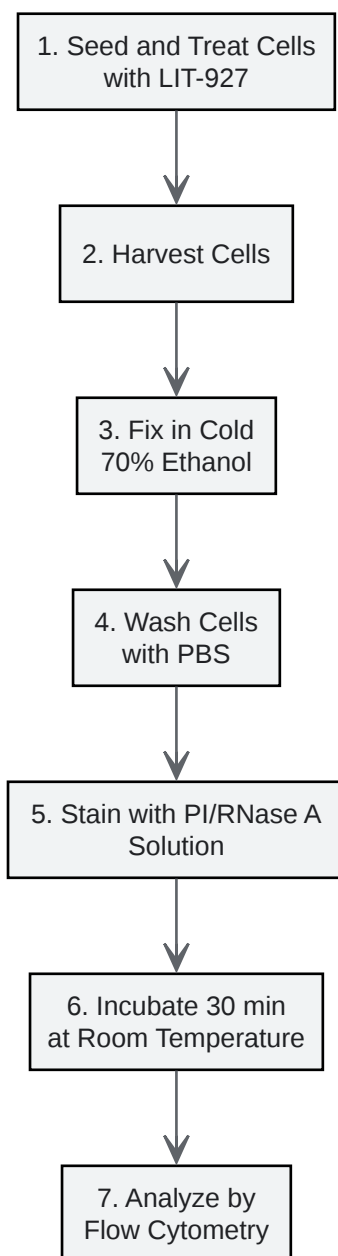 1. Seed and Treat Cells
with LIT-927
2. Harvest Cells
3. Fix in Cold
70% Ethanol
4. Wash Cells
with PBS
5. Stain with PI/RNase A
Solution
6. Incubate 30 min
at Room Temperature
7. Analyze by
Flow Cytometry